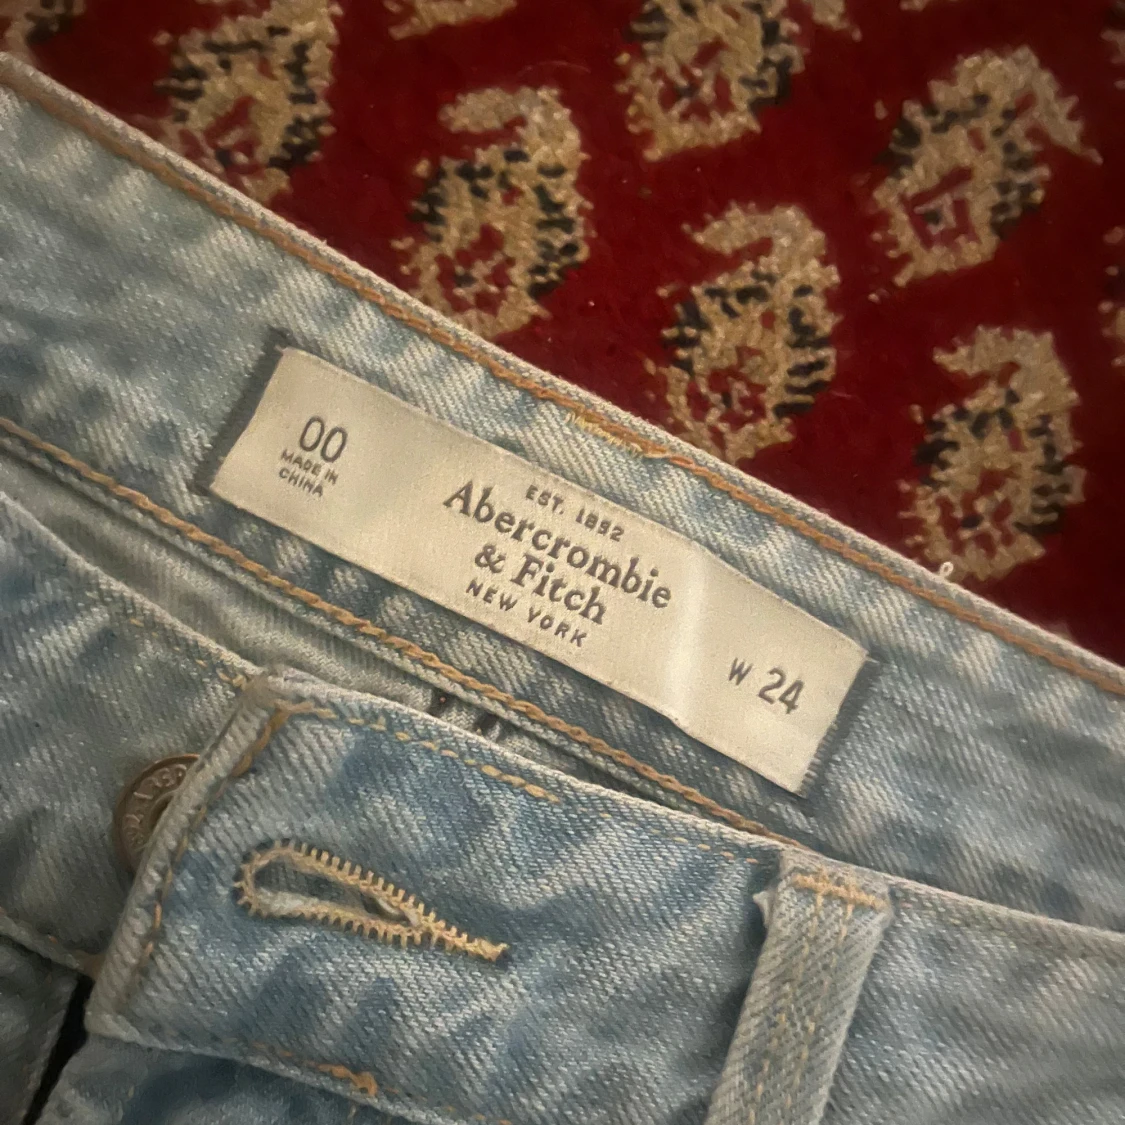 00
MADE IN
CHINA
EST. 1892
Abercrombie
& Fitch
NEW YORK
W 24